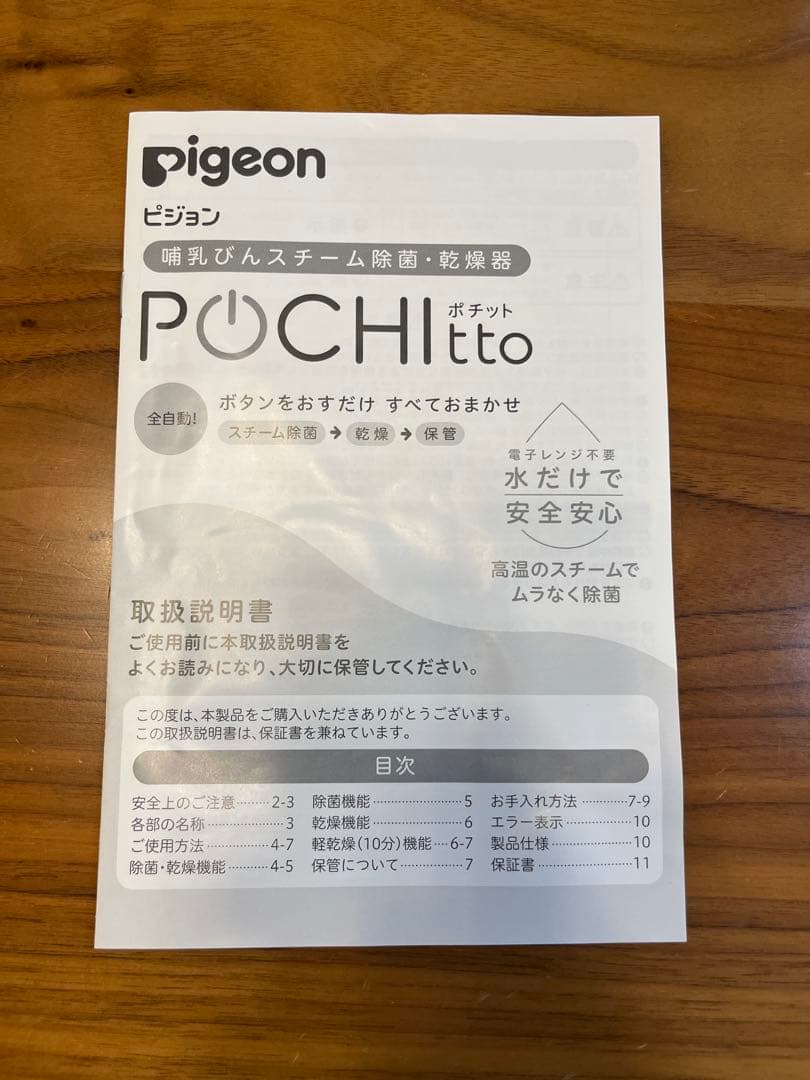 Pigeon
ピジョン
哺乳びんスチーム除菌・乾燥器
POCHItto
ポチット
全自動!
ボタンをおすだけ すべておまかせ
スチーム除菌→乾燥→保管
電子レンジ不要
水だけで
安全安心
高温のスチームで
ムラなく除菌
取扱説明書
ご使用前に本取扱説明書を
よくお読みになり、大切に保管してください。
この度は、本製品をご購入いただきありがとうございます。
この取扱説明書は、保証書を兼ねています。
目次
安全上のご注意………2-3
各部の名称………3
ご使用方法………4-7
除菌・乾燥機能………4-5
除菌機能………5
乾燥機能………6
軽乾燥(10分)機能…6-7
保管について………7
お手入れ方法………7-9
エラー表示………10
製品仕様………10
保証書………11